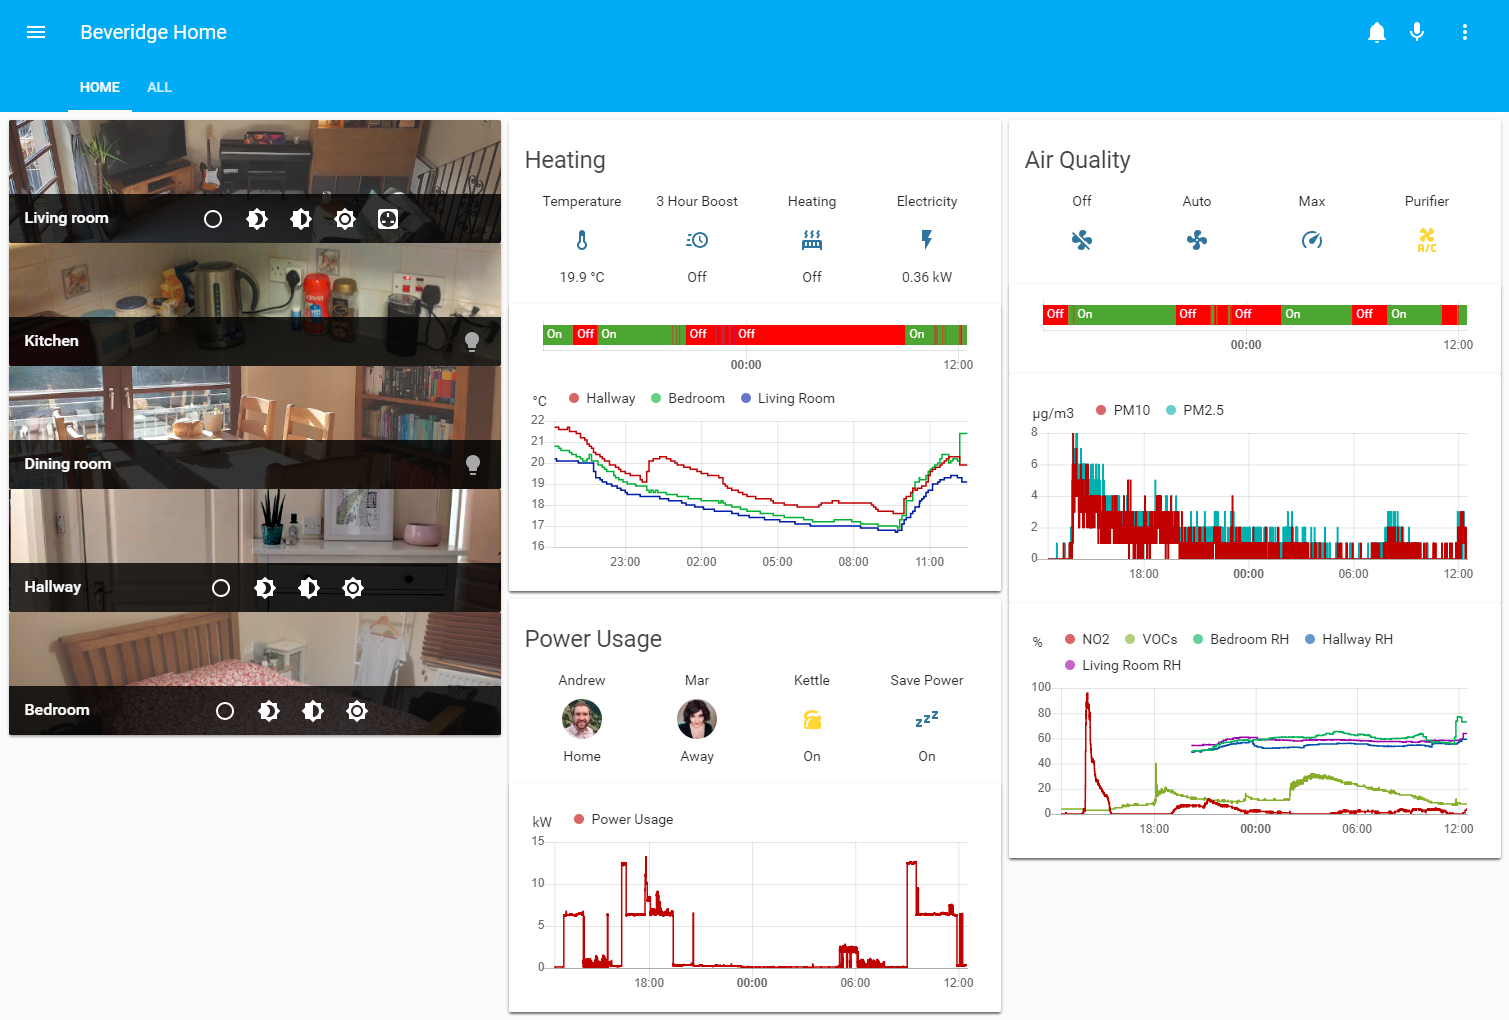 Beveridge Home
HOME ALL
Living room
Kitchen
Dining room
Hallway
Bedroom
Heating
Temperature 3 Hour Boost Heating Electricity
19.9 °C Off Off 0.36 kW
On Off On Off Off On
00:00 12:00
°C Hallway Bedroom Living Room
22
21
20
19
18
17
16
23:00 02:00 05:00 08:00 11:00
Power Usage
Andrew Mar Kettle Save Power
Home Away On On
kW Power Usage
15
10
5
0
18:00 00:00 06:00 12:00
Air Quality
Off Auto Max Purifier
A/C
Off On Off Off On Off On
00:00 12:00
µg/m3 PM10 PM2.5
8
6
4
2
0
18:00 00:00 06:00 12:00
% NO2 VOCs Bedroom RH Hallway RH
Living Room RH
100
80
60
40
20
0
18:00 00:00 06:00 12:00